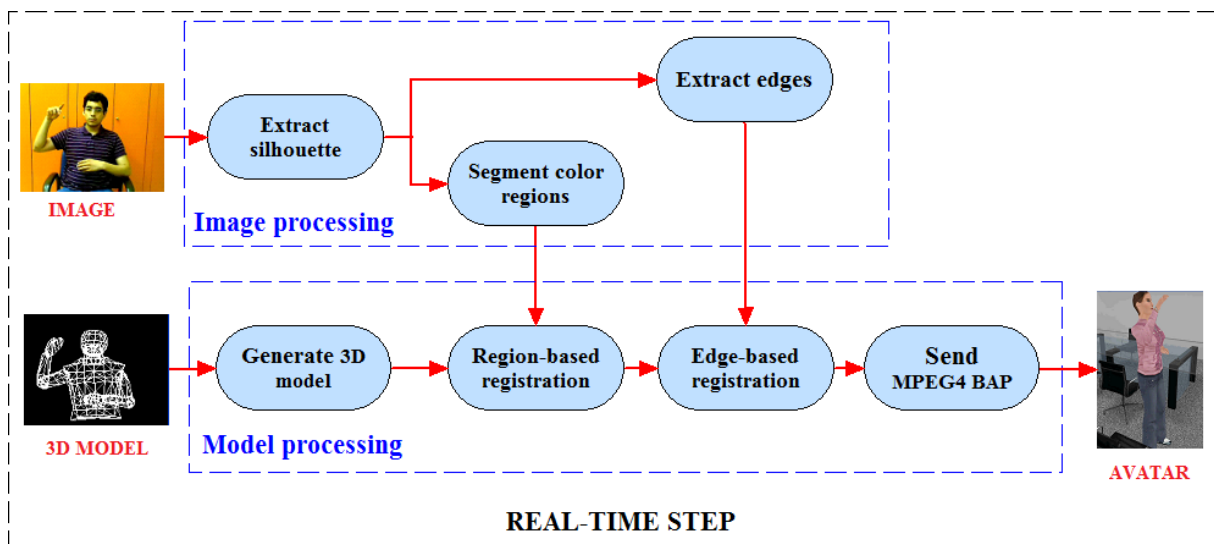 Extract edges
Extract
silhouette
Segment color
regions
IMAGE
Image processing
Generate 3D
model
Region-based
registration
Edge-based
registration
Send
MPEG4 BAP
3D MODEL
Model processing
AVATAR
REAL-TIME STEP